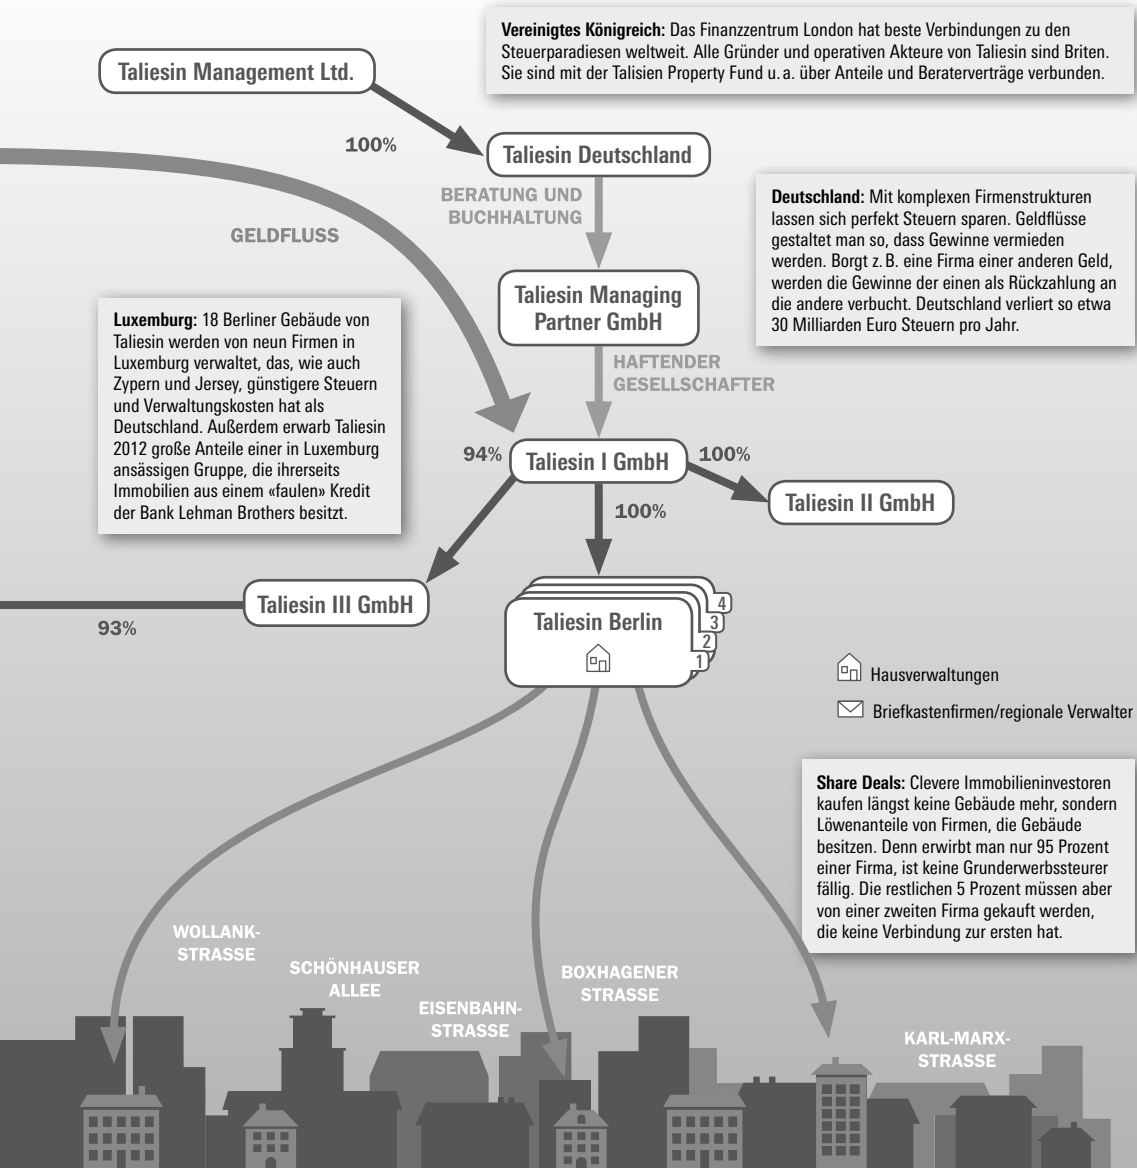 Vereinigtes Königreich: Das Finanzzentrum London hat beste Verbindungen zu den
Steuerparadiesen weltweit. Alle Gründer und operativen Akteure von Taliesin sind Briten.
Sie sind mit der Talisien Property Fund u. a. über Anteile und Beraterverträge verbunden.
Taliesin Management Ltd.
100%
Taliesin Deutschland
BERATUNG UND
BUCHHALTUNG
GELDFLUSS
Deutschland: Mit komplexen Firmenstrukturen
lassen sich perfekt Steuern sparen. Geldflüsse
gestaltet man so, dass Gewinne vermieden
werden. Borgt z. B. eine Firma einer anderen Geld,
werden die Gewinne der einen als Rückzahlung an
die andere verbucht. Deutschland verliert so etwa
30 Milliarden Euro Steuern pro Jahr.
Taliesin Managing
Partner GmbH
Luxemburg: 18 Berliner Gebäude von
Taliesin werden von neun Firmen in
Luxemburg verwaltet, das, wie auch
Zypern und Jersey, günstigere Steuern
und Verwaltungskosten hat als
Deutschland. Außerdem erwarb Taliesin
2012 große Anteile einer in Luxemburg
ansässigen Gruppe, die ihrerseits
Immobilien aus einem «faulen» Kredit
der Bank Lehman Brothers besitzt.
HAFTENDER
GESELLSCHAFTER
94%
Taliesin I GmbH
100%
Taliesin II GmbH
100%
Taliesin III GmbH
93%
Taliesin Berlin
4
3
2
1
Hausverwaltungen
Briefkastenfirmen/regionale Verwalter
Share Deals: Clevere Immobilieninvestoren
kaufen längst keine Gebäude mehr, sondern
Löwenanteile von Firmen, die Gebäude
besitzen. Denn erwirbt man nur 95 Prozent
einer Firma, ist keine Grunderwerbssteurer
fällig. Die restlichen 5 Prozent müssen aber
von einer zweiten Firma gekauft werden,
die keine Verbindung zur ersten hat.
WOLLANK-
STRASSE
SCHÖNHAUSER
ALLEE
EISENBAHN-
STRASSE
BOXHAGENER
STRASSE
KARL-MARX-
STRASSE